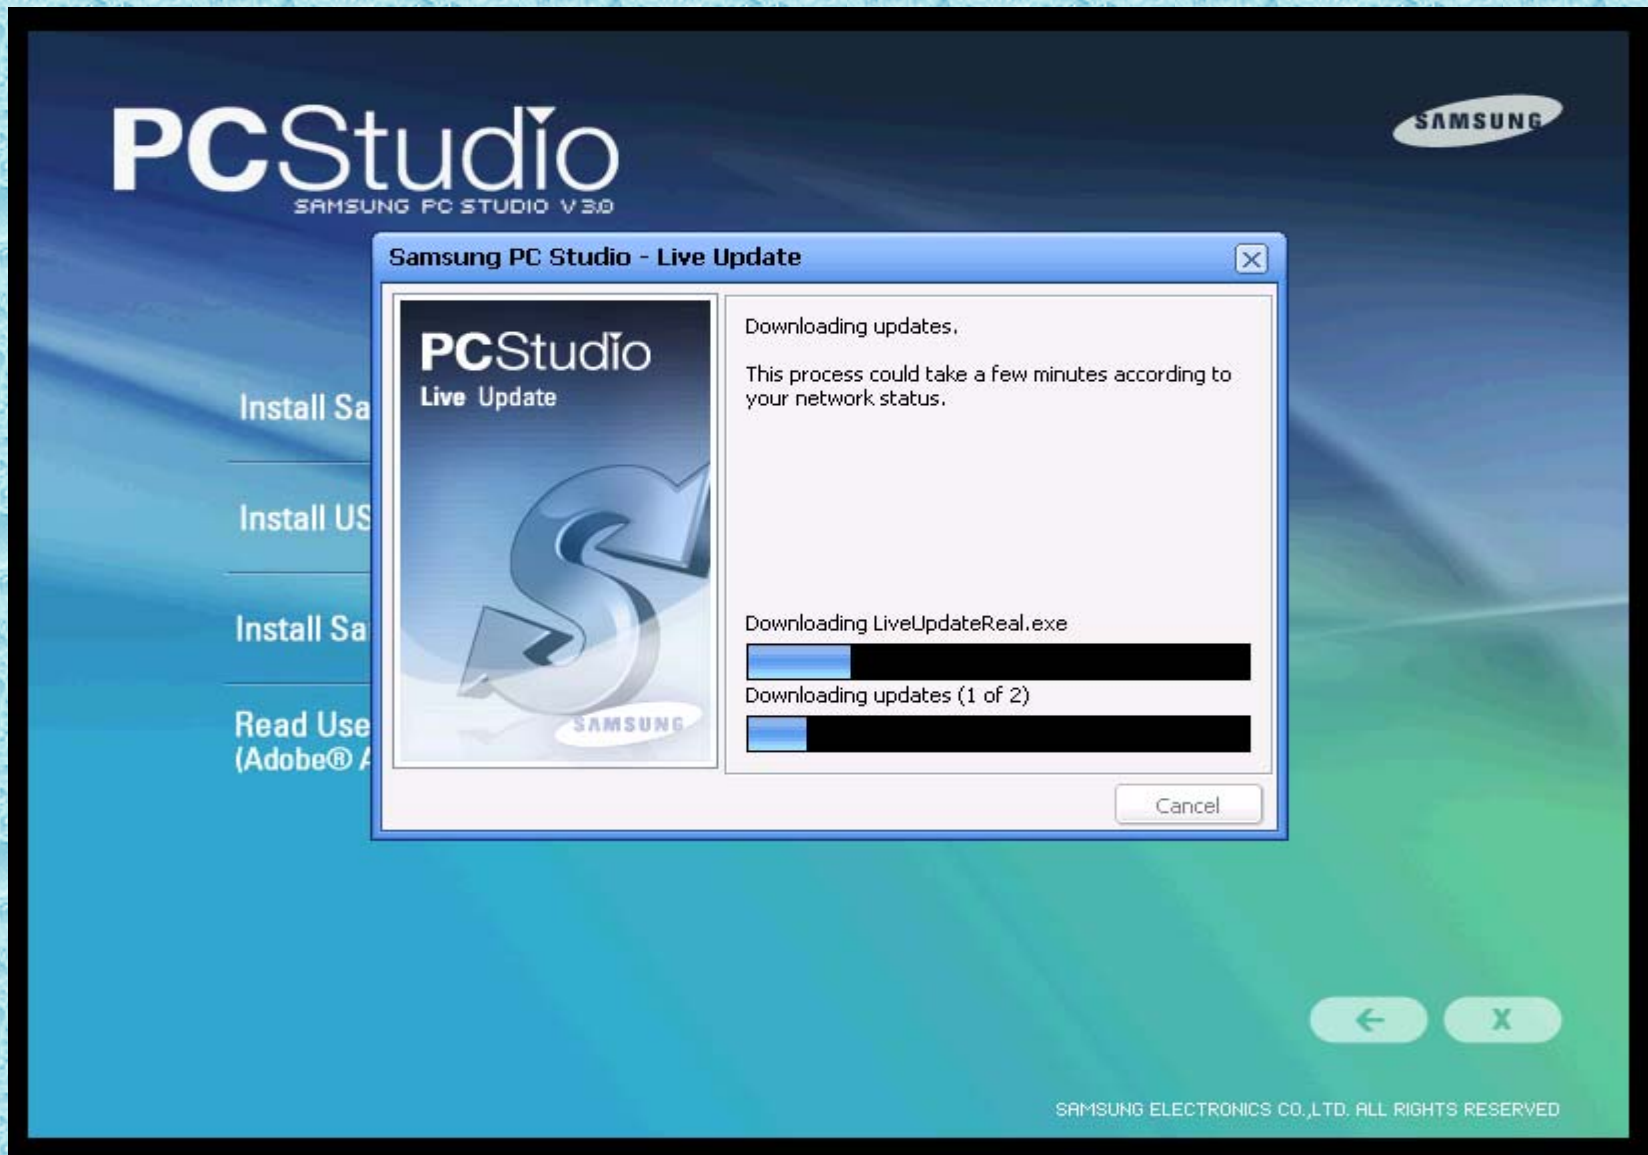 PCStudio
SAMSUNG PC STUDIO V 3.0
SAMSUNG
Samsung PC Studio - Live Update
PCStudio
Live Update
SAMSUNG
Downloading updates.
This process could take a few minutes according to
your network status.
Downloading LiveUpdateReal.exe
Downloading updates (1 of 2)
Cancel
Install Sa
Install US
Install Sa
Read Use
(Adobe® A
X
SAMSUNG ELECTRONICS CO.,LTD. ALL RIGHTS RESERVED